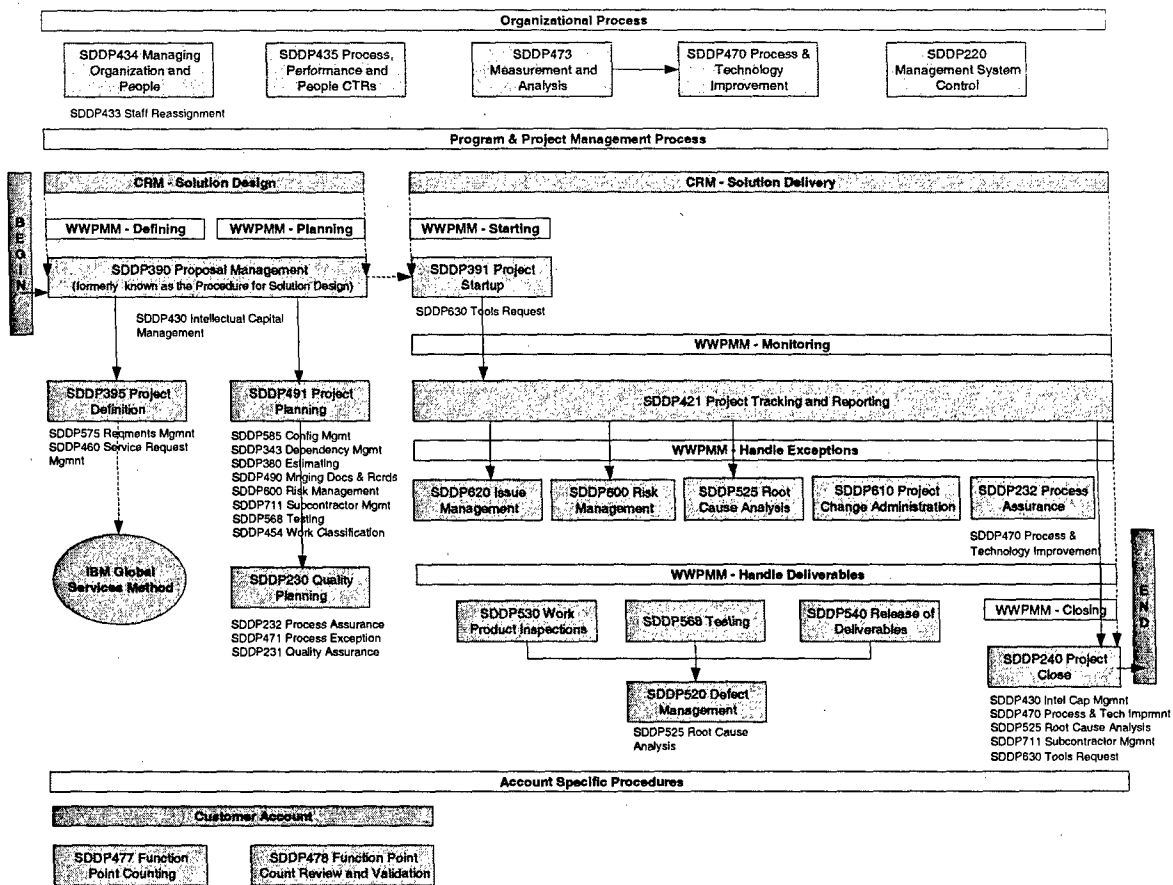 Organizational Process
SDDP434 Managing
Organization and
People
SDDP435 Process,
Performance and
People CTRs
SDDP473
Measurement and
Analysis
SDDP470 Process &
Technology
Improvement
SDDP220
Management System
Control
SDDP433 Staff Reassignment
Program & Project Management Process
BEGIN
CRM - Solution Design
CRM - Solution Delivery
WWPMM - Defining
WWPMM - Planning
WWPMM - Starting
SDDP390 Proposal Management
(formerly known as the Procedure for Solution Design)
SDDP391 Project
Startup
SDDP430 Intellectual Capital
Management
SDDP630 Tools Request
WWPMM - Monitoring
SDDP395 Project
Definition
SDDP575 Reqments Mgmnt
SDDP460 Service Request
Mgmnt
IBM Global
Services Method
SDDP491 Project
Planning
SDDP585 Config Mgmt
SDDP343 Dependency Mgmt
SDDP380 Estimating
SDDP490 Mnging Docs & Rcrds
SDDP600 Risk Management
SDDP711 Subcontractor Mgmt
SDDP568 Testing
SDDP454 Work Classification
SDDP230 Quality
Planning
SDDP232 Process Assurance
SDDP471 Process Exception
SDDP231 Quality Assurance
SDDP421 Project Tracking and Reporting
WWPMM - Handle Exceptions
SDDP620 Issue
Management
SDDP600 Risk
Management
SDDP525 Root
Cause Analysis
SDDP610 Project
Change Administration
SDDP232 Process
Assurance
SDDP470 Process &
Technology Improvement
WWPMM - Handle Deliverables
SDDP530 Work
Product Inspections
SDDP568 Testing
SDDP540 Release of
Deliverables
SDDP520 Defect
Management
SDDP525 Root Cause
Analysis
WWPMM - Closing
SDDP240 Project
Close
SDDP430 Intel Cap Mgmnt
SDDP470 Process & Tech Imprmnt
SDDP525 Root Cause Analysis
SDDP711 Subcontractor Mgmnt
SDDP630 Tools Request
END
Account Specific Procedures
Customer Account
SDDP477 Function
Point Counting
SDDP478 Function Point
Count Review and Validation